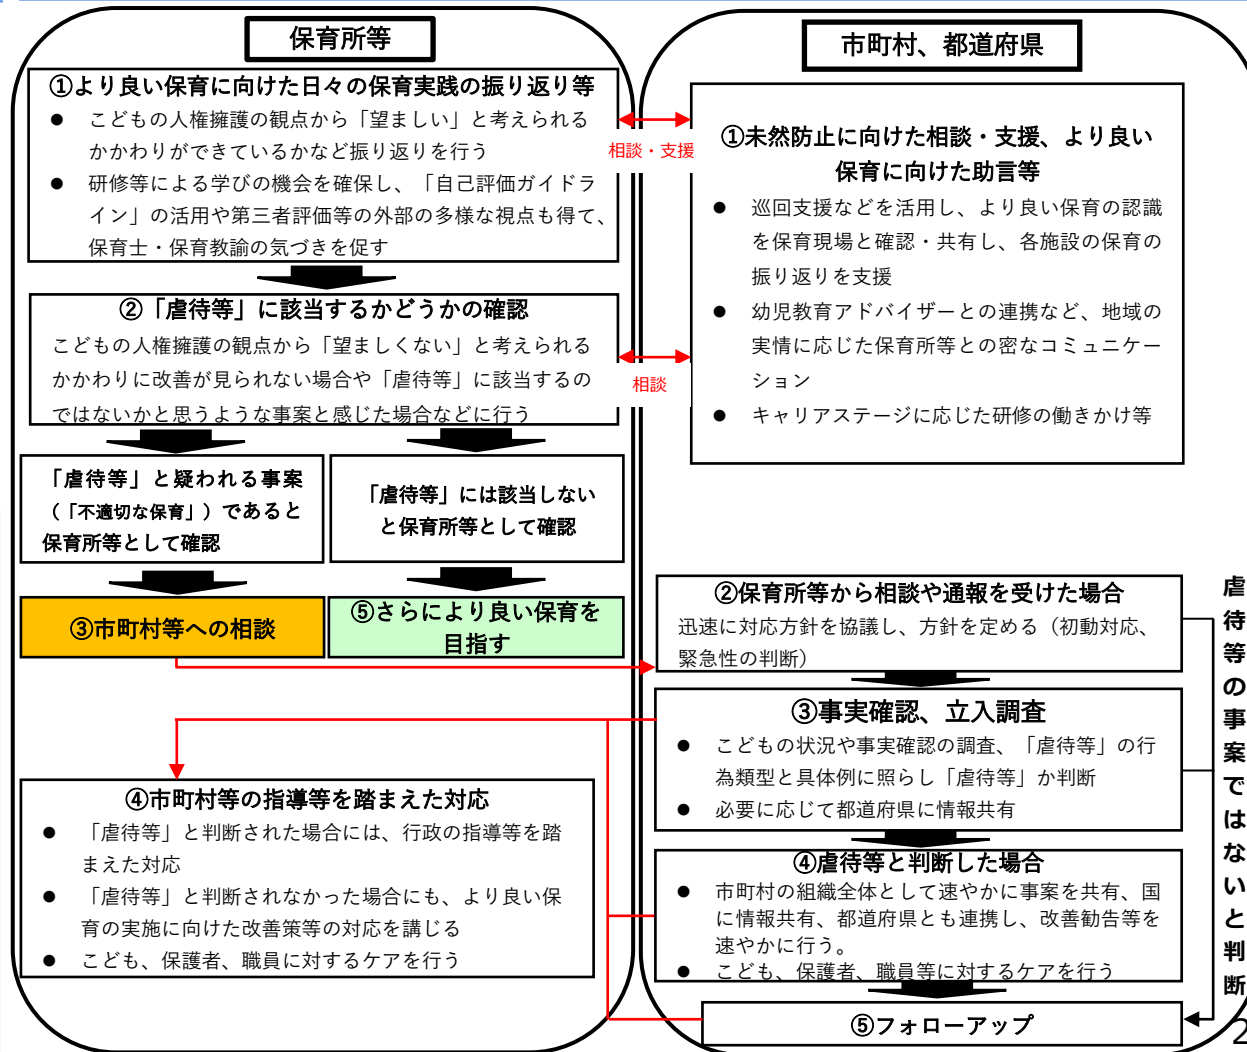 保育所等
①より良い保育に向けた日々の保育実践の振り返り等
● こどもの人権擁護の観点から「望ましい」と考えられる
かかわりができているかなど振り返りを行う
● 研修等による学びの機会を確保し、「自己評価ガイドラ
イン」の活用や第三者評価等の外部の多様な視点も得て、
保育士・保育教諭の気づきを促す
②「虐待等」に該当するかどうかの確認
こどもの人権擁護の観点から「望ましくない」と考えられる
かかわりに改善が見られない場合や「虐待等」に該当するの
ではないかと思うような事案と感じた場合などに行う
「虐待等」と疑われる事案
（「不適切な保育」）であると
保育所等として確認
「虐待等」には該当しない
と保育所等として確認
③市町村等への相談
⑤さらにより良い保育を
目指す
④市町村等の指導等を踏まえた対応
● 「虐待等」と判断された場合には、行政の指導等を踏
まえた対応
● 「虐待等」と判断されなかった場合にも、より良い保
育の実施に向けた改善策等の対応を講じる
● こども、保護者、職員に対するケアを行う
相談・支援
相談
市町村、都道府県
①未然防止に向けた相談・支援、より良い
保育に向けた助言等
● 巡回支援などを活用し、より良い保育の認識
を保育現場と確認・共有し、各施設の保育の
振り返りを支援
● 幼児教育アドバイザーとの連携など、地域の
実情に応じた保育所等との密なコミュニケー
ション
● キャリアステージに応じた研修の働きかけ等
②保育所等から相談や通報を受けた場合
迅速に対応方針を協議し、方針を定める（初動対応、
緊急性の判断）
③事実確認、立入調査
● こどもの状況や事実確認の調査、「虐待等」の行
為類型と具体例に照らし「虐待等」か判断
● 必要に応じて都道府県に情報共有
④虐待等と判断した場合
● 市町村の組織全体として速やかに事案を共有、国
に情報共有、都道府県とも連携し、改善勧告等を
速やかに行う。
● こども、保護者、職員等に対するケアを行う
⑤フォローアップ
虐待等の事案ではないと判断
2